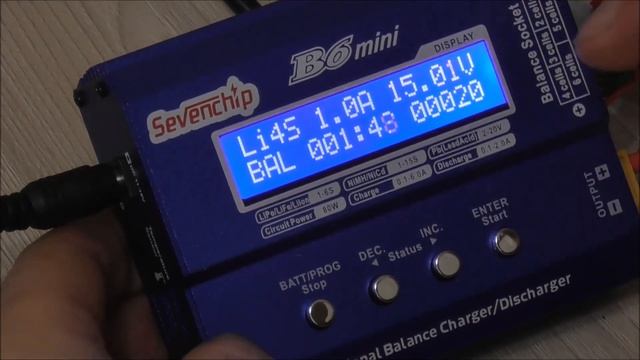 B6 mini
DISPLAY
Sevenchip
Li4S 1.0A 15.01V
BAL 001:48 00020
LiPo/LiFe/LiIon 1-6S
NiMH/NiCd 1-15S
Pb(LeadAcid) 2-20V
Circuit Power 60W
Charge 0.1-6.0A
Discharge 0.1-2.0A
Balance Socket
2 cells
3 cells
4 cells
5 cells
6 cells
OUTPUT
BATT/PROG
Stop
DEC.
Status
INC.
ENTER
Start
Balance Charger/Discharger